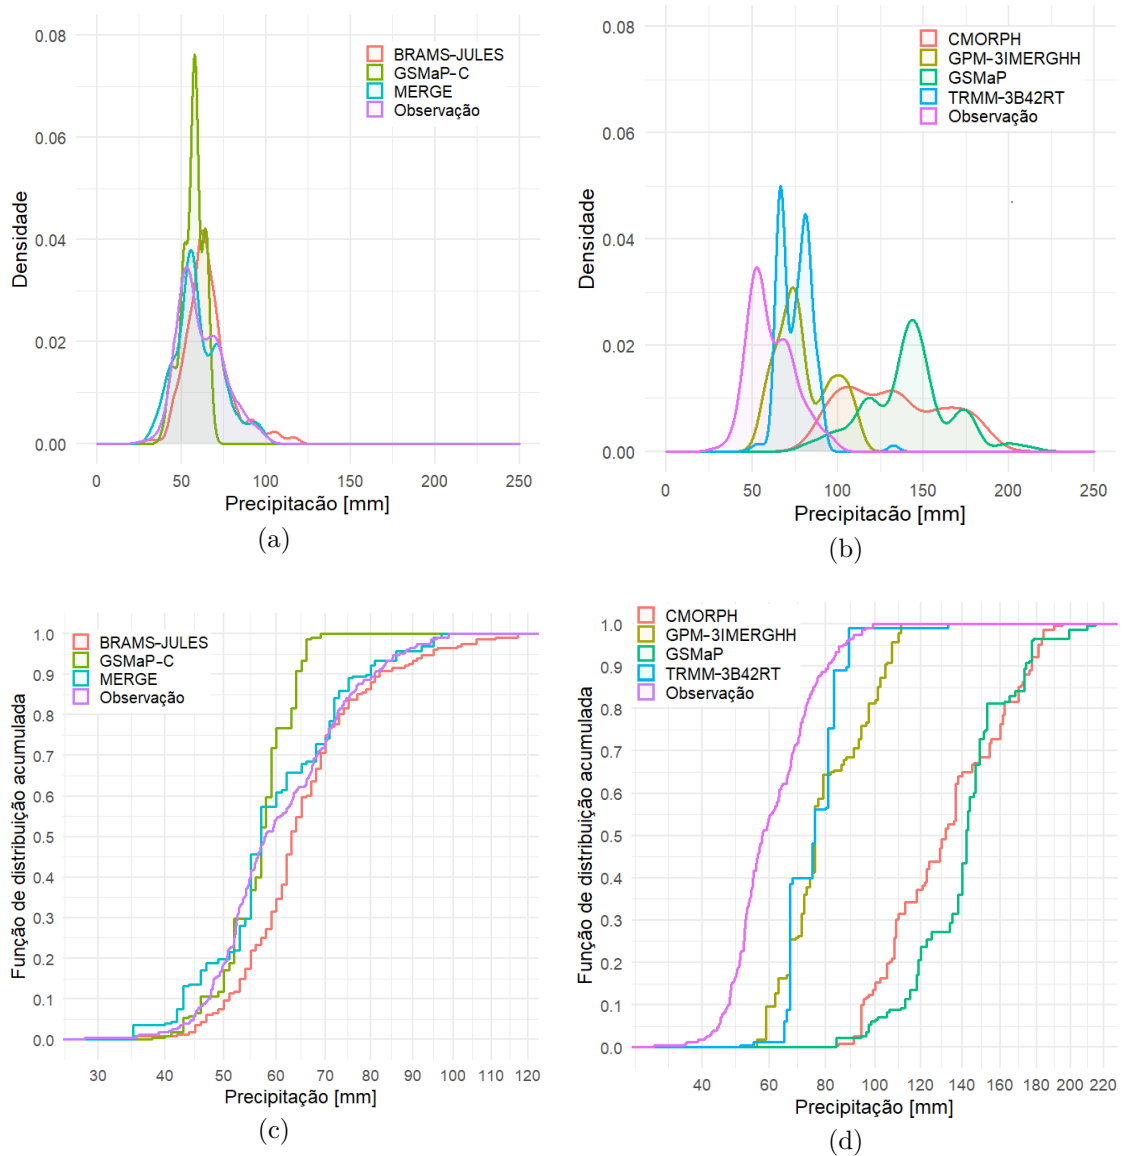 0.08
0.06
0.04
0.02
0.00
Densidade
BRAMS-JULES
GSMaP-C
MERGE
Observação
0 50 100 150 200 250
Precipitacão [mm]
(a)
0.08
0.06
0.04
0.02
0.00
Densidade
CMORPH
GPM-3IMERGHH
GSMaP
TRMM-3B42RT
Observação
0 50 100 150 200 250
Precipitacão [mm]
(b)
1.0
0.9
0.8
0.7
0.6
0.5
0.4
0.3
0.2
0.1
0.0
Função de distribuição acumulada
BRAMS-JULES
GSMaP-C
MERGE
Observação
30 40 50 60 70 80 90 100 110 120
Precipitação [mm]
(c)
1.0
0.9
0.8
0.7
0.6
0.5
0.4
0.3
0.2
0.1
0.0
Função de distribuição acumulada
CMORPH
GPM-3IMERGHH
GSMaP
TRMM-3B42RT
Observação
40 60 80 100 120 140 160 180 200 220
Precipitação [mm]
(d)